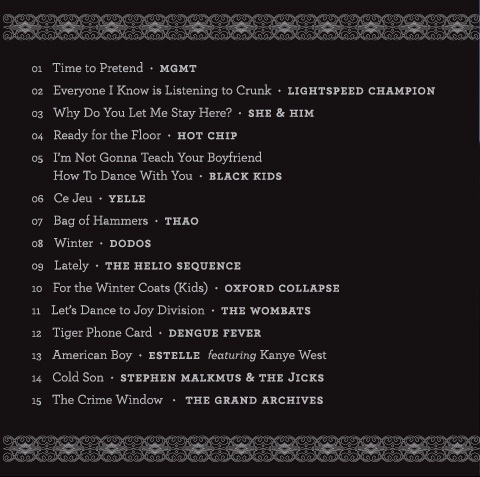 01 Time to Pretend · MGMT
02 Everyone I Know is Listening to Crunk · LIGHTSPEED CHAMPION
03 Why Do You Let Me Stay Here? · SHE & HIM
04 Ready for the Floor · HOT CHIP
05 I'm Not Gonna Teach Your Boyfriend
How To Dance With You · BLACK KIDS
06 Ce Jeu · YELLE
07 Bag of Hammers · THAO
08 Winter · DODOS
09 Lately · THE HELIO SEQUENCE
10 For the Winter Coats (Kids) · OXFORD COLLAPSE
11 Let's Dance to Joy Division · THE WOMBATS
12 Tiger Phone Card · DENGUE FEVER
13 American Boy · ESTELLE featuring Kanye West
14 Cold Son · STEPHEN MALKMUS & THE JICKS
15 The Crime Window · THE GRAND ARCHIVES